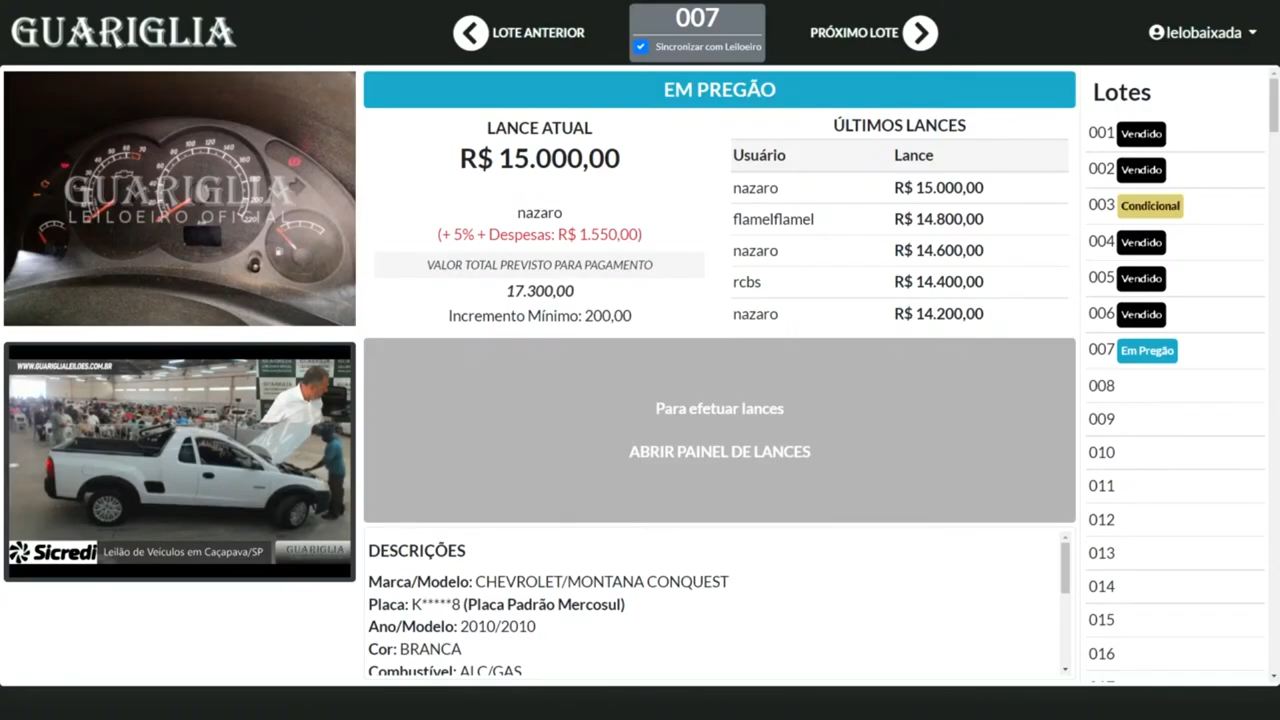 GUARIGLIA
LOTE ANTERIOR
007
Sincronizar com Leiloeiro
PRÓXIMO LOTE
lelobaixada
GUARIGLIA
LEILOEIRO OFICIAL
WWW.GUARIGLIALEILOES.COM.BR
Sicredi
Leilão de Veículos em Caçapava/SP
GUARIGLIA
EM PREGÃO
LANCE ATUAL
R$ 15.000,00
nazaro
(+ 5% + Despesas: R$ 1.550,00)
VALOR TOTAL PREVISTO PARA PAGAMENTO
17.300,00
Incremento Mínimo: 200,00
ÚLTIMOS LANCES
Usuário Lance
nazaro R$ 15.000,00
flamelflamel R$ 14.800,00
nazaro R$ 14.600,00
rcbs R$ 14.400,00
nazaro R$ 14.200,00
Para efetuar lances
ABRIR PAINEL DE LANCES
DESCRIÇÕES
Marca/Modelo: CHEVROLET/MONTANA CONQUEST
Placa: K*****8 (Placa Padrão Mercosul)
Ano/Modelo: 2010/2010
Cor: BRANCA
Combustível: ALC/GAS
Lotes
001 Vendido
002 Vendido
003 Condicional
004 Vendido
005 Vendido
006 Vendido
007 Em Pregão
008
009
010
011
012
013
014
015
016